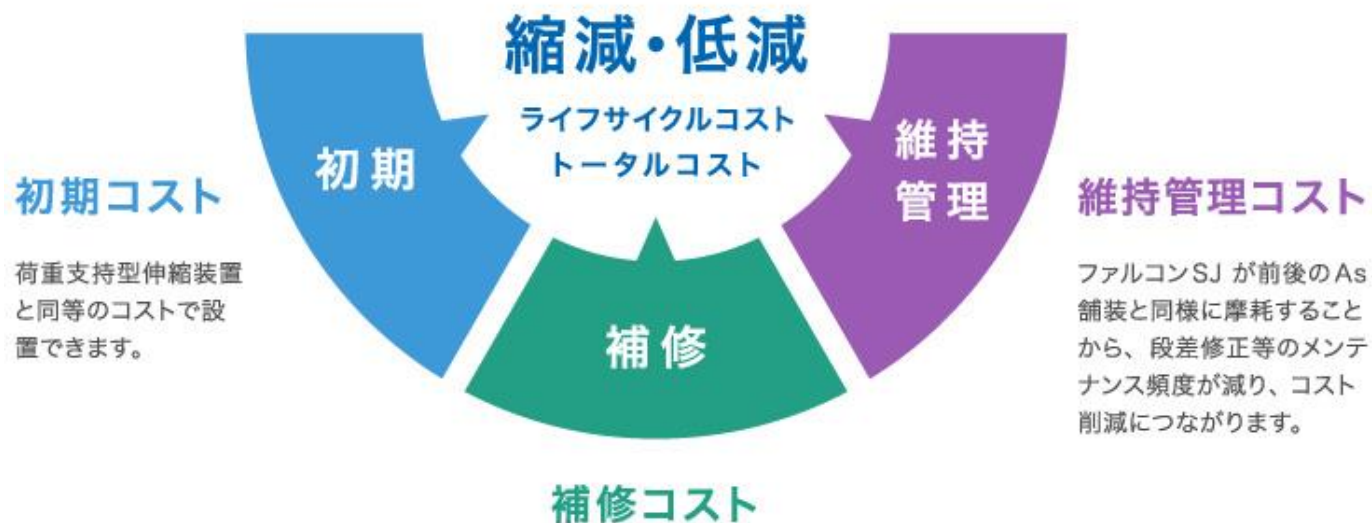 縮減・低減
ライフサイクルコスト
トータルコスト
初期
維持
管理
補修
初期コスト
荷重支持型伸縮装置
と同等のコストで設
置できます。
維持管理コスト
ファルコンSJ が前後のAs
舗装と同様に摩耗すること
から、段差修正等のメンテ
ナンス頻度が減り、コスト
削減につながります。
補修コスト